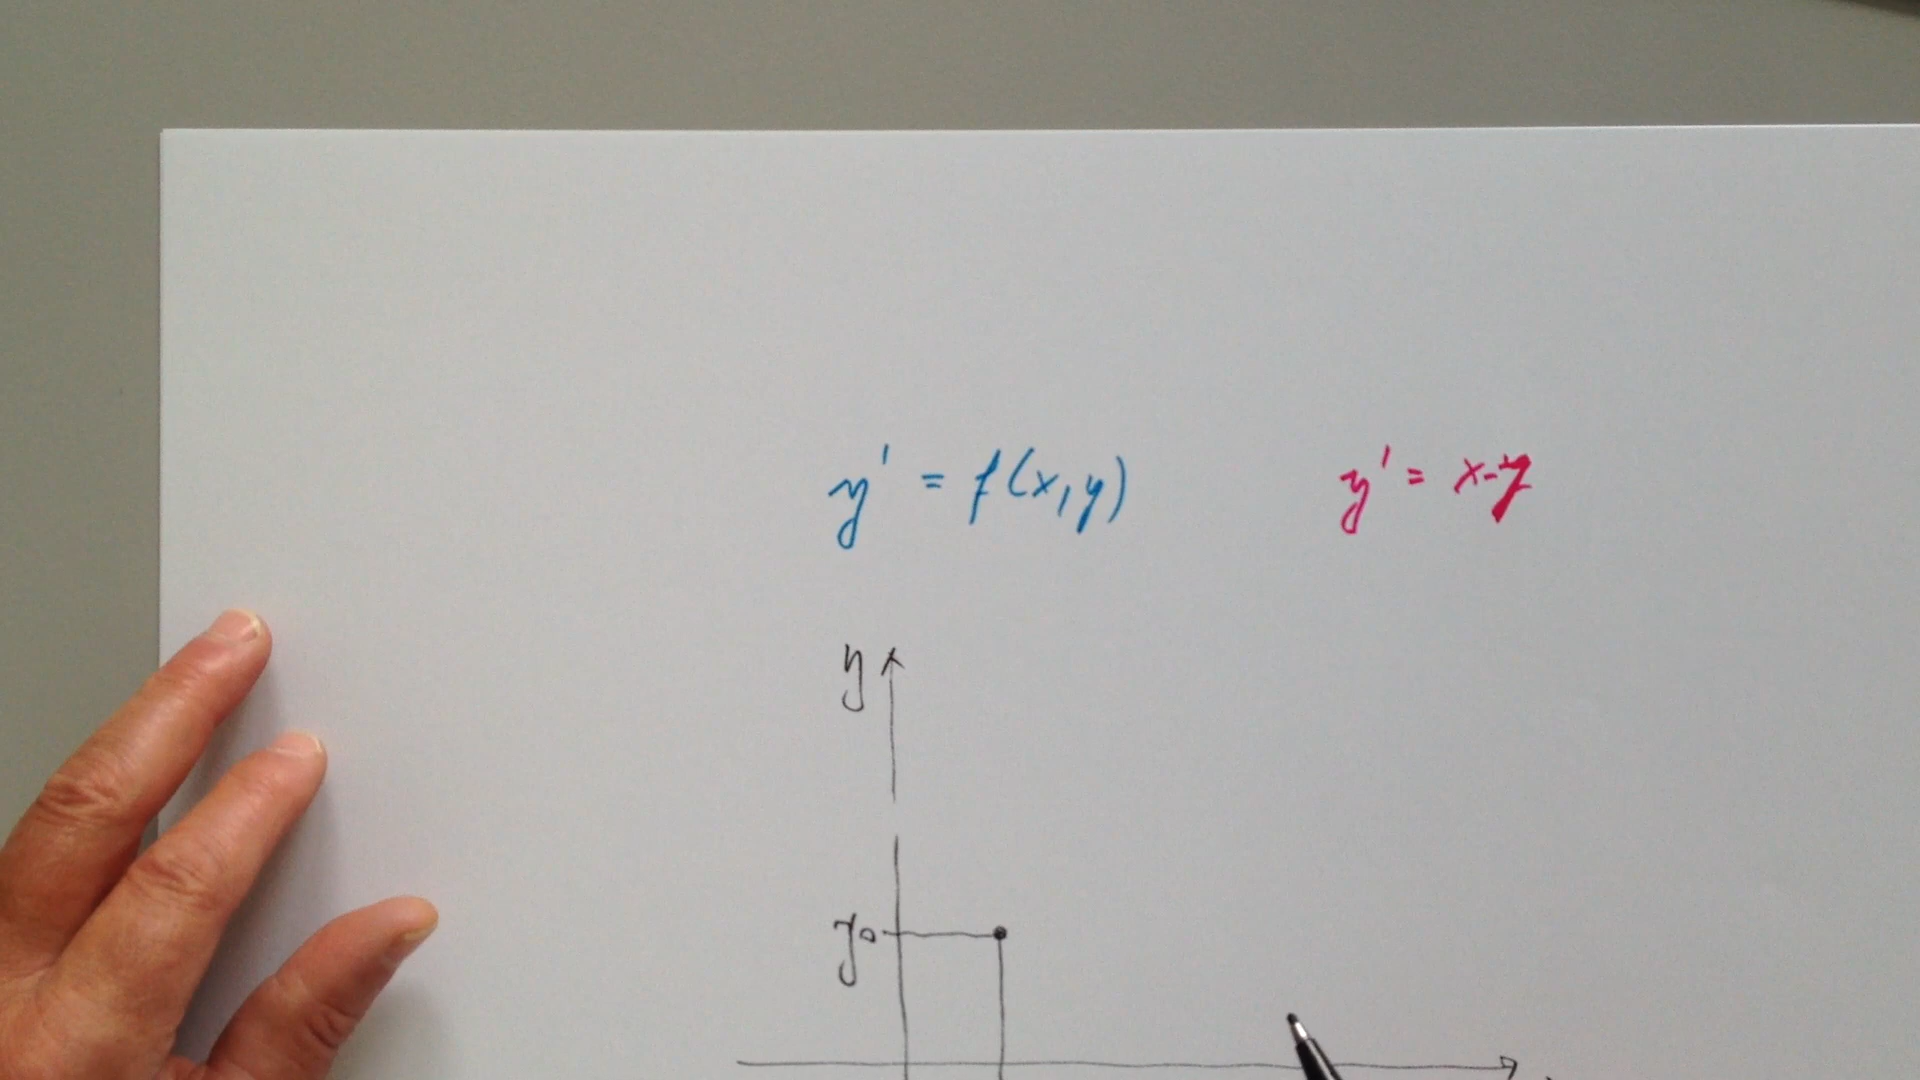 y' = f(x,y)   y' = x-y
y
y0